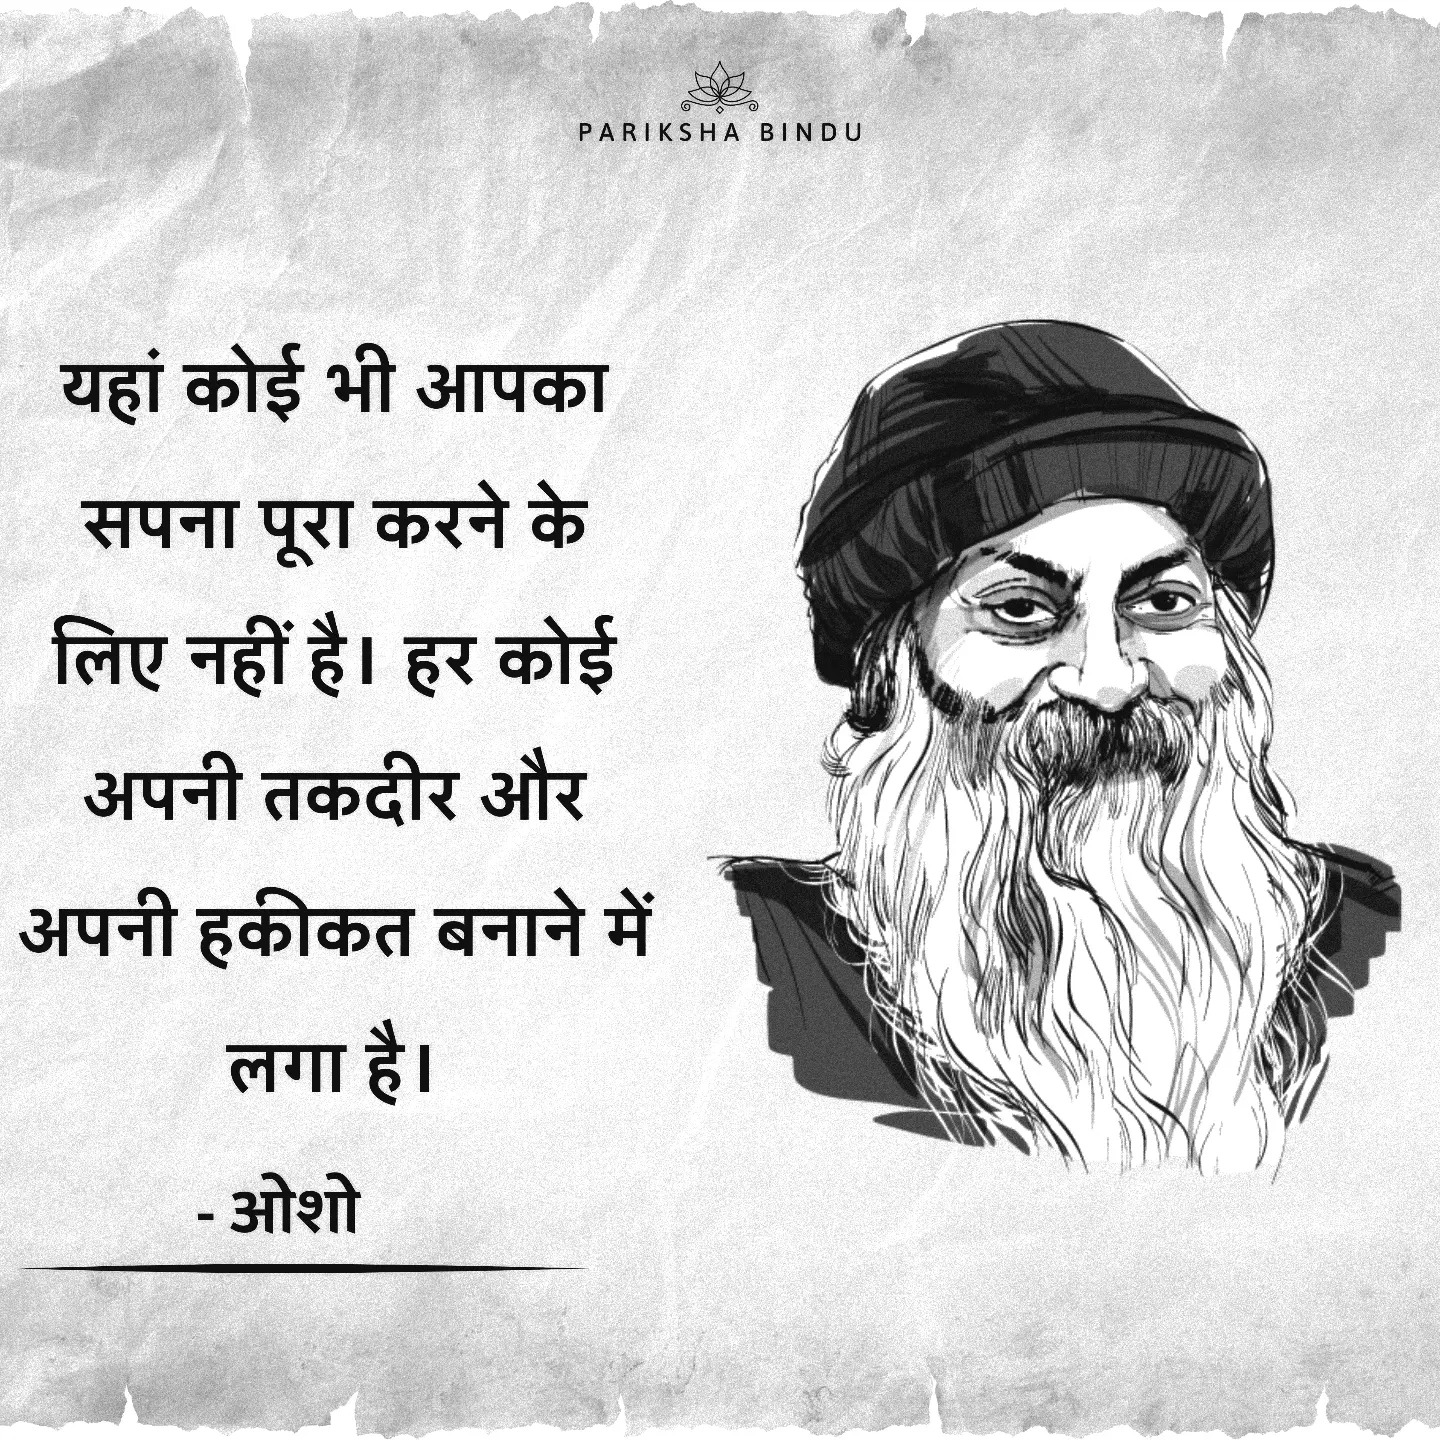 PARIKSHA BINDU
यहां कोई भी आपका
सपना पूरा करने के
लिए नहीं है। हर कोई
अपनी तकदीर और
अपनी हकीकत बनाने में
लगा है।
- ओशो